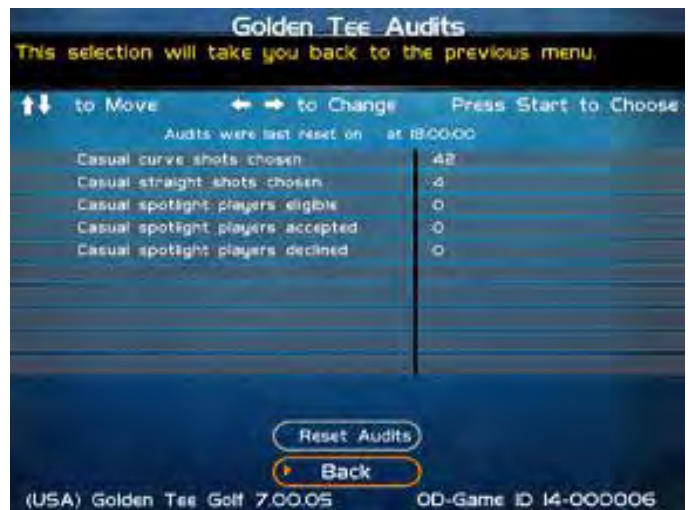 Golden Tee Audits
This selection will take you back to the previous menu.
to Move to Change Press Start to Choose
Audits were last reset on at 18:00:00
Casual curve shots chosen 42
Casual straight shots chosen 4
Casual spotlight players eligible 0
Casual spotlight players accepted 0
Casual spotlight players declined 0
Reset Audits
Back
(USA) Golden Tee Golf 7.00.05 OD-Game ID 14-000006